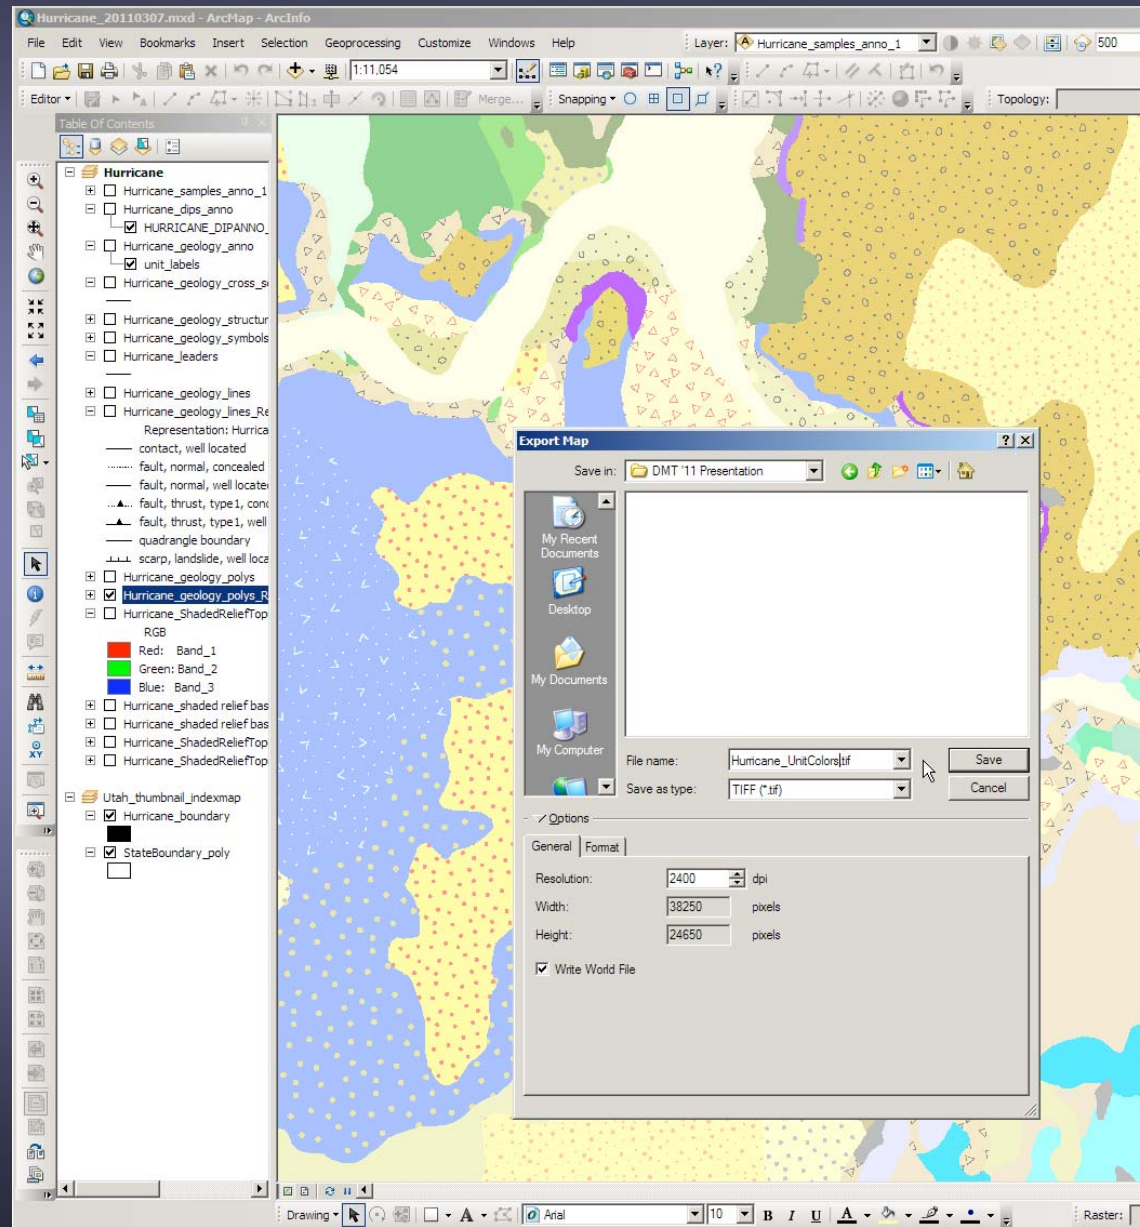 Hurricane_20110307.mxd - ArcMap - ArcInfo
File Edit View Bookmarks Insert Selection Geoprocessing Customize Windows Help
Layer: Hurricane_samples_anno_1 500
1:11,054
Editor Merge... Snapping Topology:
Table Of Contents
Hurricane
Hurricane_samples_anno_1
Hurricane_dips_anno
HURRICANE_DIPANNO_
Hurricane_geology_anno
unit_labels
Hurricane_geology_cross_s
Hurricane_geology_structur
Hurricane_geology_symbols
Hurricane_leaders
Hurricane_geology_lines
Hurricane_geology_lines_Re
Representation: Hurrica
contact, well located
fault, normal, concealed
fault, normal, well locate
fault, thrust, type1, con
fault, thrust, type1, well
quadrangle boundary
scarp, landslide, well loca
Hurricane_geology_polys
Hurricane_geology_polys_R
Hurricane_ShadedReliefTop
RGB
Red: Band_1
Green: Band_2
Blue: Band_3
Hurricane_shaded relief bas
Hurricane_shaded relief bas
Hurricane_ShadedReliefTop
Hurricane_ShadedReliefTop
Utah_thumbnail_indexmap
Hurricane_boundary
StateBoundary_poly
Export Map
Save in: DMT '11 Presentation
My Recent Documents
Desktop
My Documents
My Computer
File name: Hurricane_UnitColors.tif Save
Save as type: TIFF (*.tif) Cancel
Options
General Format
Resolution: 2400 dpi
Width: 38250 pixels
Height: 24650 pixels
Write World File
Drawing A Arial 10 B I U A Raster: